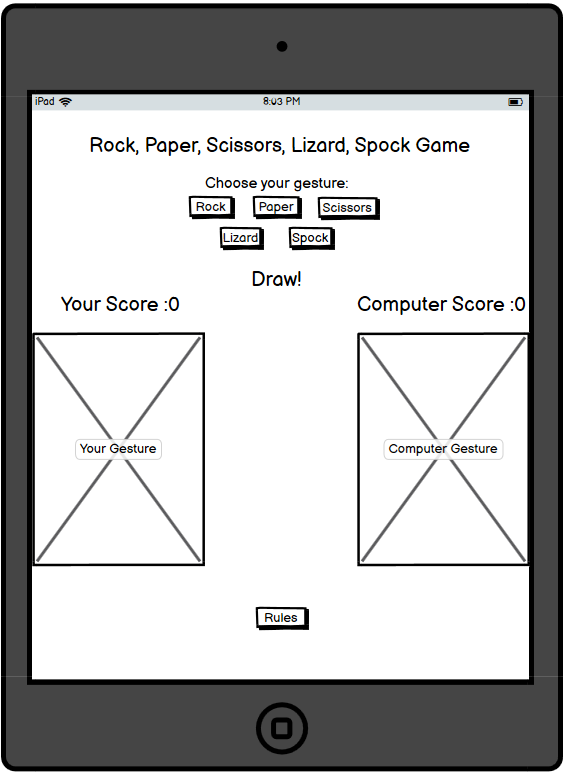 iPad 8:03 PM
Rock, Paper, Scissors, Lizard, Spock Game
Choose your gesture:
Rock Paper Scissors
Lizard Spock
Draw!
Your Score :0 Computer Score :0
Your Gesture Computer Gesture
Rules